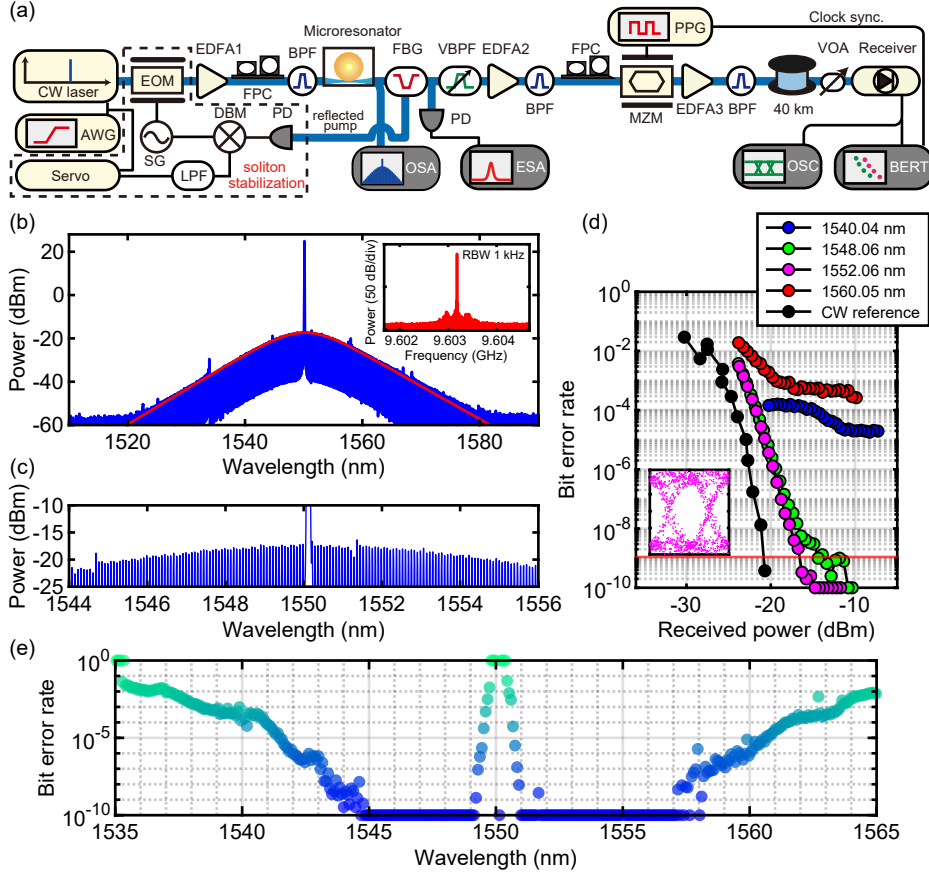 (a)
PPG
Clock sync.
EDFA1
BPF
Microresonator
FBG
VBPF
EDFA2
FPC
VOA
Receiver
CW laser
EOM
FPC
BPF
MZM
EDFA3
BPF
40 km
AWG
SG
DBM
PD
reflected
pump
PD
Servo
LPF
soliton
stabilization
OSA
ESA
OSC
BERT
(b)
20
0
-20
-40
-60
Power (dBm)
1520
1540
1560
1580
Wavelength (nm)
RBW 1 kHz
Power (50 dB/div)
9.602
9.603
9.604
Frequency (GHz)
(c)
-10
-15
-20
-25
Power (dBm)
1544
1546
1548
1550
1552
1554
1556
Wavelength (nm)
(d)
1540.04 nm
1548.06 nm
1552.06 nm
1560.05 nm
CW reference
10⁰
10⁻²
10⁻⁴
10⁻⁶
10⁻⁸
10⁻¹⁰
Bit error rate
-30
-20
-10
Received power (dBm)
(e)
10⁰
10⁻⁵
10⁻¹⁰
Bit error rate
1535
1540
1545
1550
1555
1560
1565
Wavelength (nm)